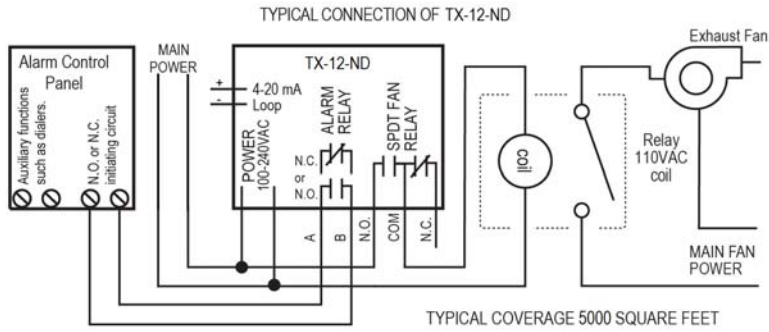 TYPICAL CONNECTION OF TX-12-ND
Alarm Control
Panel
Auxiliary functions
such as dialers.
N.O. or N.C.
initiating circuit
MAIN
POWER
TX-12-ND
+
-
4-20 mA
Loop
POWER
100-240VAC
ALARM
RELAY
N.C.
or
N.O.
SPDT FAN
RELAY
A
B
N.O.
COM
N.C.
coil
Relay
110VAC
coil
Exhaust Fan
MAIN FAN
POWER
TYPICAL COVERAGE 5000 SQUARE FEET